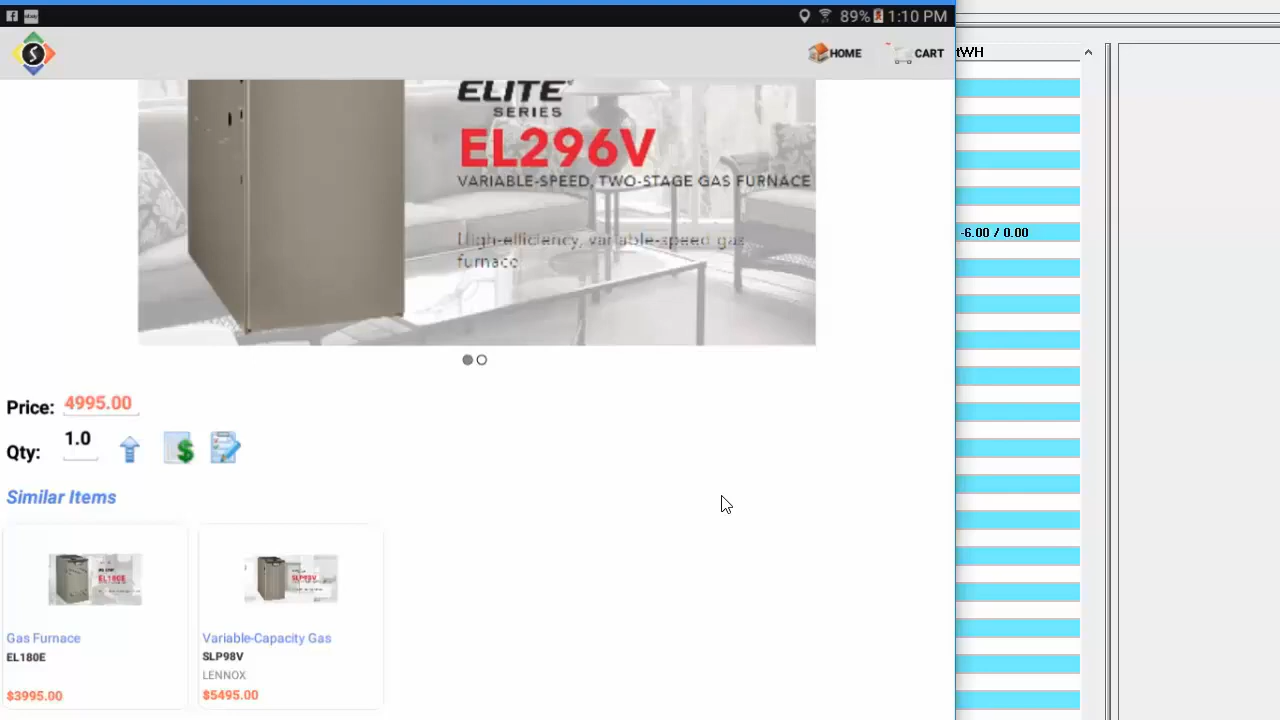 89% 1:10 PM
HOME
CART
tWH
ELITE
SERIES
EL296V
VARIABLE-SPEED, TWO-STAGE GAS FURNACE
High-efficiency, variable-speed gas
furnace
-6.00 / 0.00
Price: 4995.00
Qty: 1.0
Similar Items
EL180E
SLP98V
Gas Furnace
EL180E
$3995.00
Variable-Capacity Gas
SLP98V
LENNOX
$5495.00